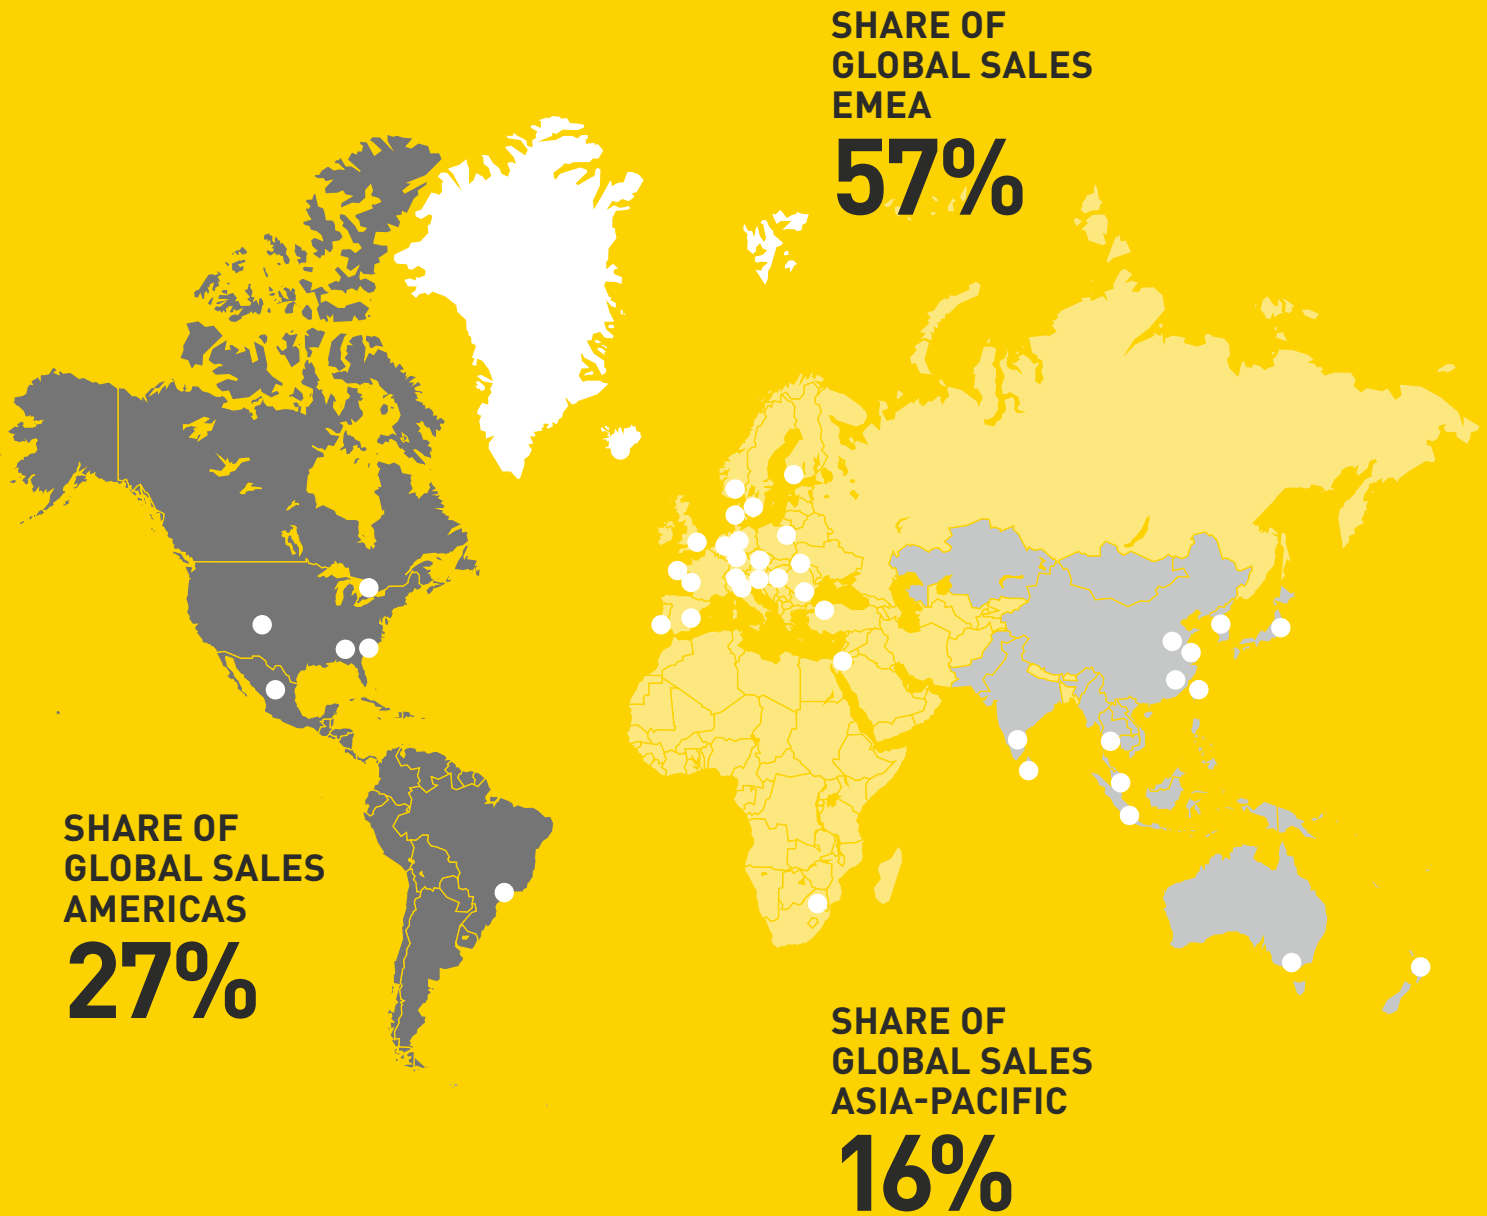 SHARE OF
GLOBAL SALES
EMEA
57%
SHARE OF
GLOBAL SALES
AMERICAS
27%
SHARE OF
GLOBAL SALES
ASIA-PACIFIC
16%